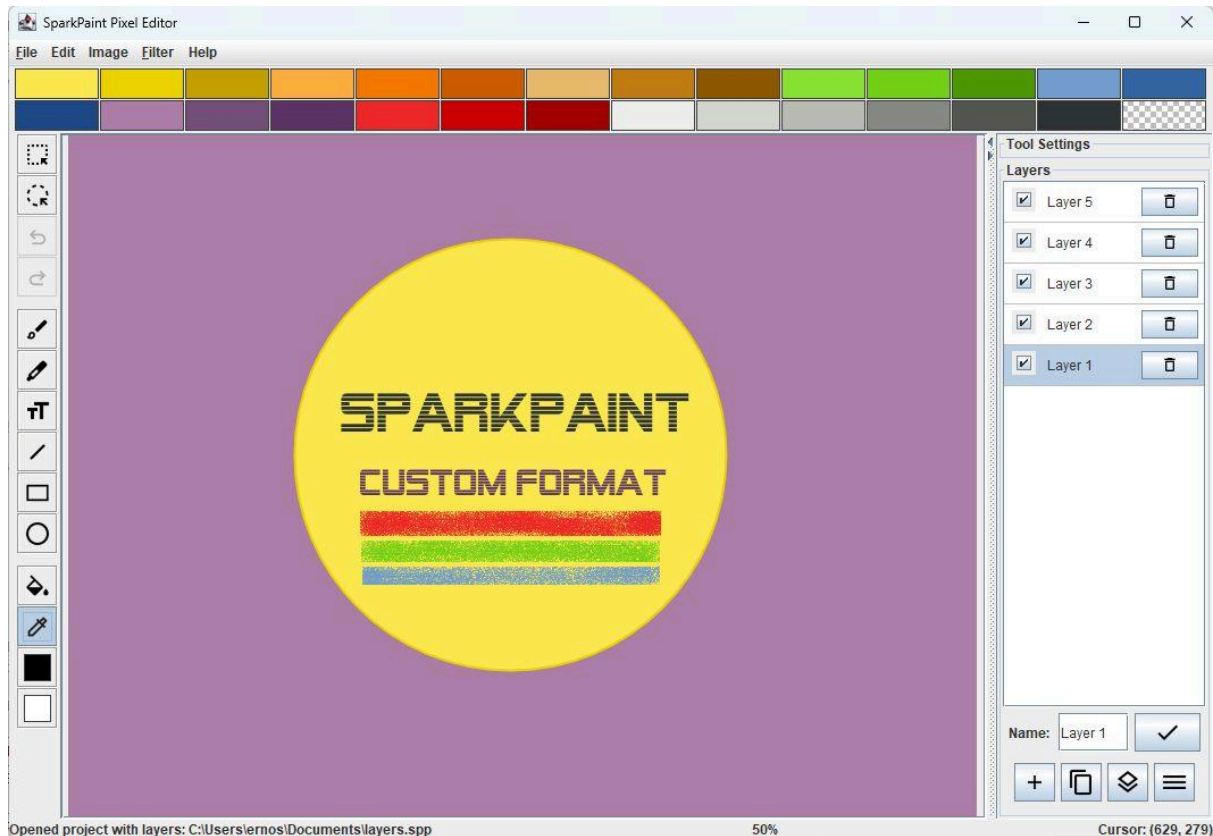 SparkPaint Pixel Editor
File Edit Image Filter Help
Tool Settings
Layers
Layer 5
Layer 4
Layer 3
Layer 2
Layer 1
TT
SPARKPAINT
CUSTOM FORMAT
Name: Layer 1
Opened project with layers: C:\Users\ernos\Documents\layers.spp 50% Cursor: (629, 279)